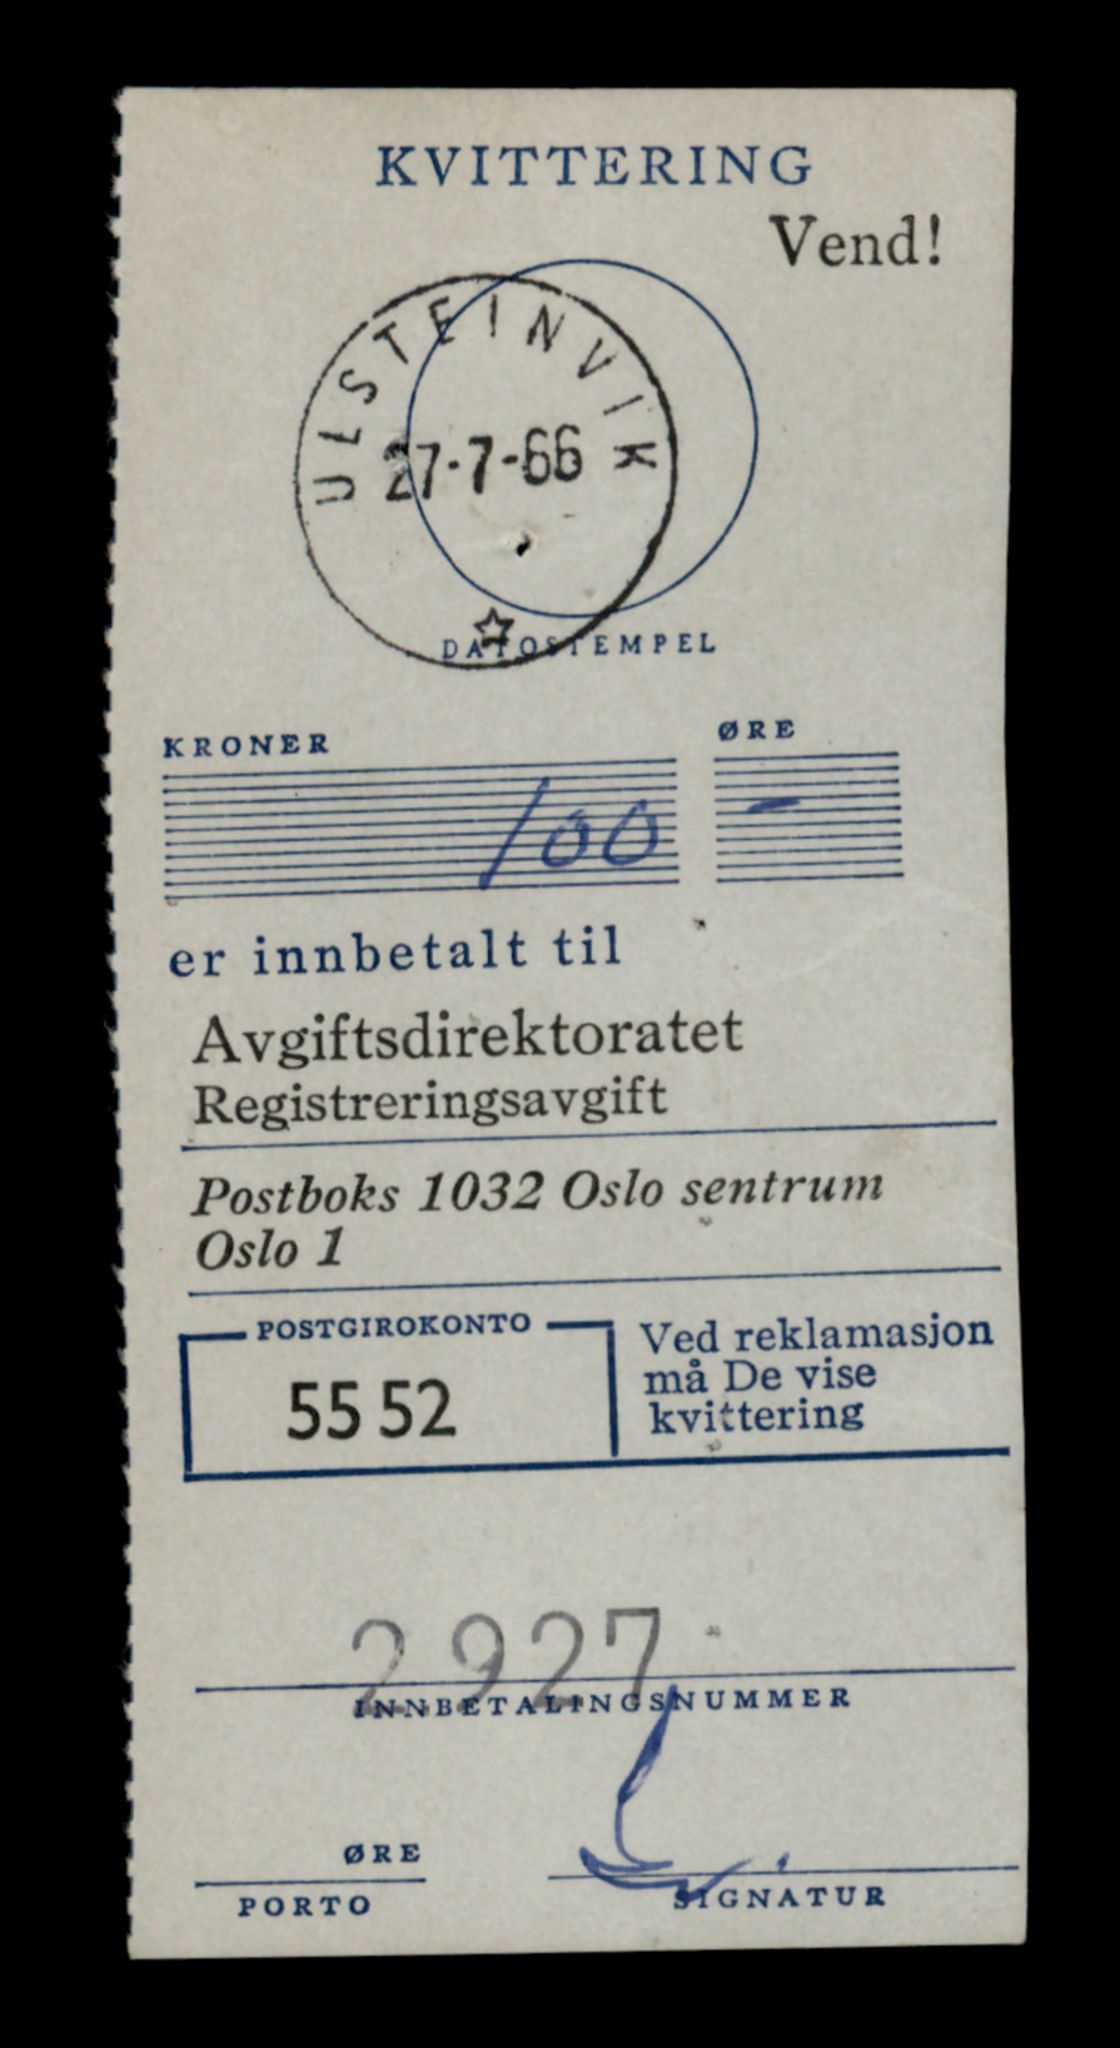 KVITTERING
Vend!
ULSTEINVIK
27-7-66
DATOSTEMPEL
KRONER
ØRE
100
-
er innbetalt til
Avgiftsdirektoratet
Registreringsavgift
Postboks 1032 Oslo sentrum
Oslo 1
POSTGIROKONTO
55 52
Ved reklamasjon
må De vise
kvittering
2927
INNBETALINGSNUMMER
ØRE
PORTO
SIGNATUR